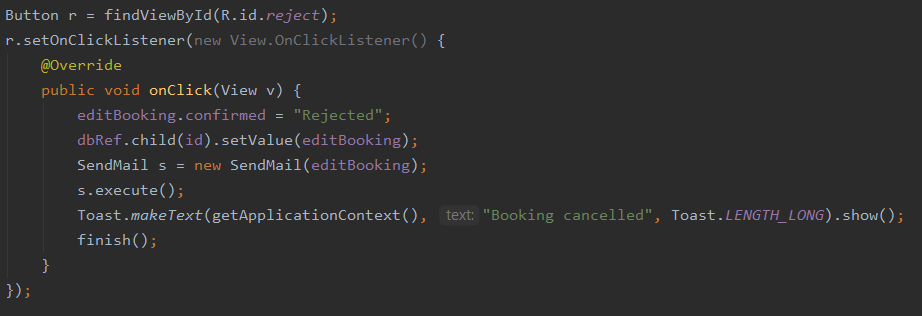 Button r = findViewById(R.id.reject);
r.setOnClickListener(new View.OnClickListener() {
    @Override
    public void onClick(View v) {
        editBooking.confirmed = "Rejected";
        dbRef.child(id).setValue(editBooking);
        SendMail s = new SendMail(editBooking);
        s.execute();
        Toast.makeText(getApplicationContext(), text: "Booking cancelled", Toast.LENGTH_LONG).show();
        finish();
    }
});